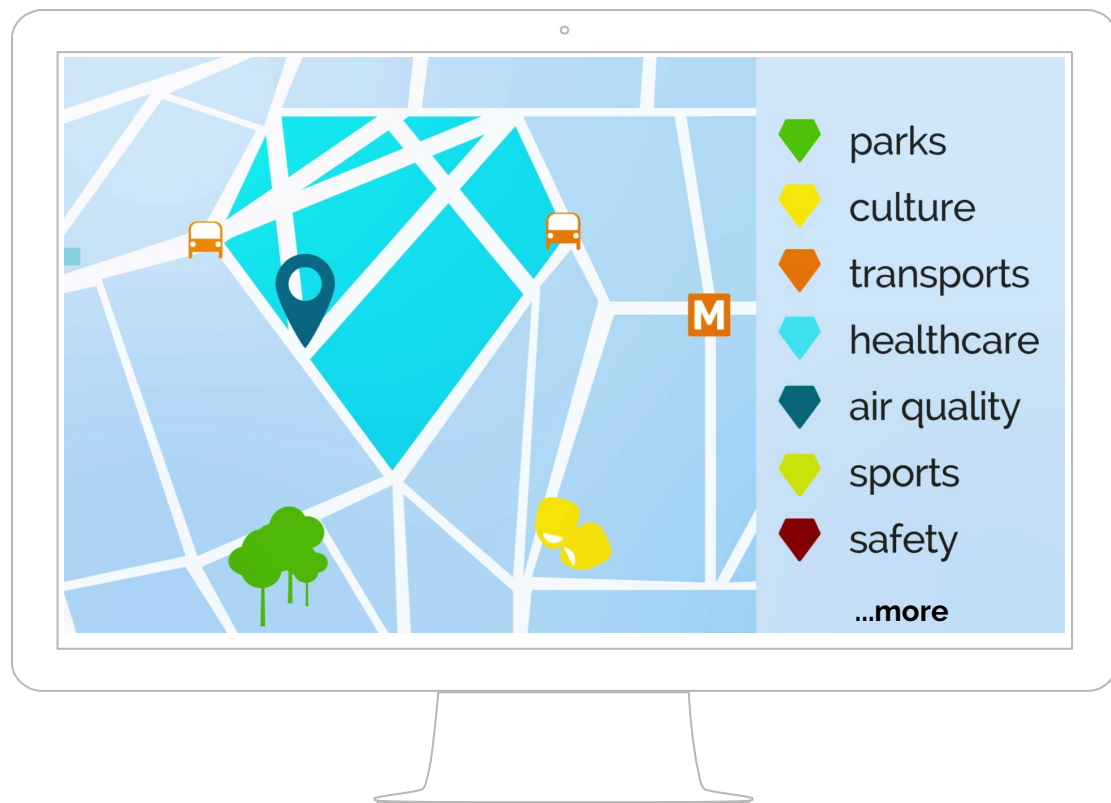 M
parks
culture
transports
healthcare
air quality
sports
safety
...more